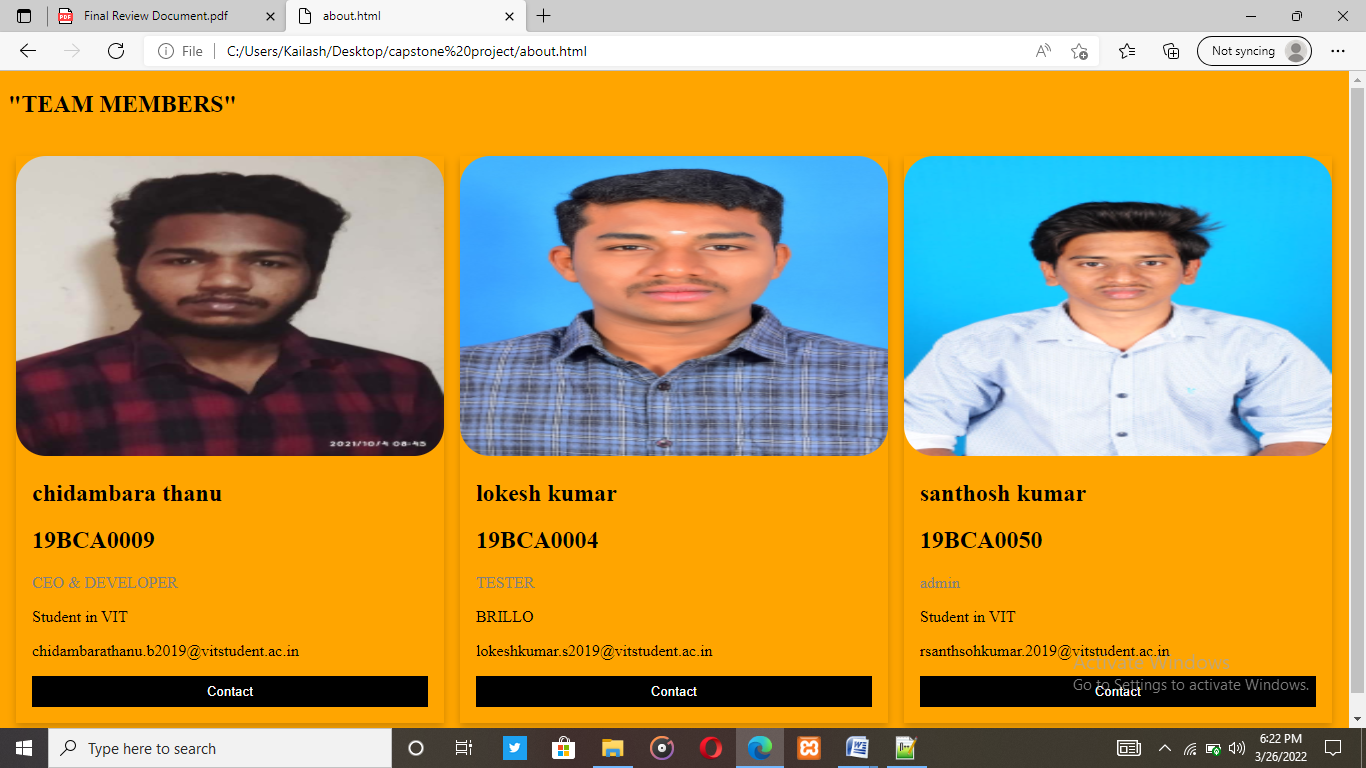 Final Review Document.pdf
about.html
File
C:/Users/Kailash/Desktop/capstone%20project/about.html
Not syncing
"TEAM MEMBERS"
2021/10/4 08:45
chidambara thanu
19BCA0009
CEO & DEVELOPER
Student in VIT
chidambarathanu.b2019@vitstudent.ac.in
Contact
lokesh kumar
19BCA0004
TESTER
BRILLO
lokeshkumar.s2019@vitstudent.ac.in
Contact
santhosh kumar
19BCA0050
admin
Student in VIT
rsanthsohkumar.2019@vitstudent.ac.in
Contact
Activate Windows
Go to Settings to activate Windows.
Type here to search
6:22 PM
3/26/2022